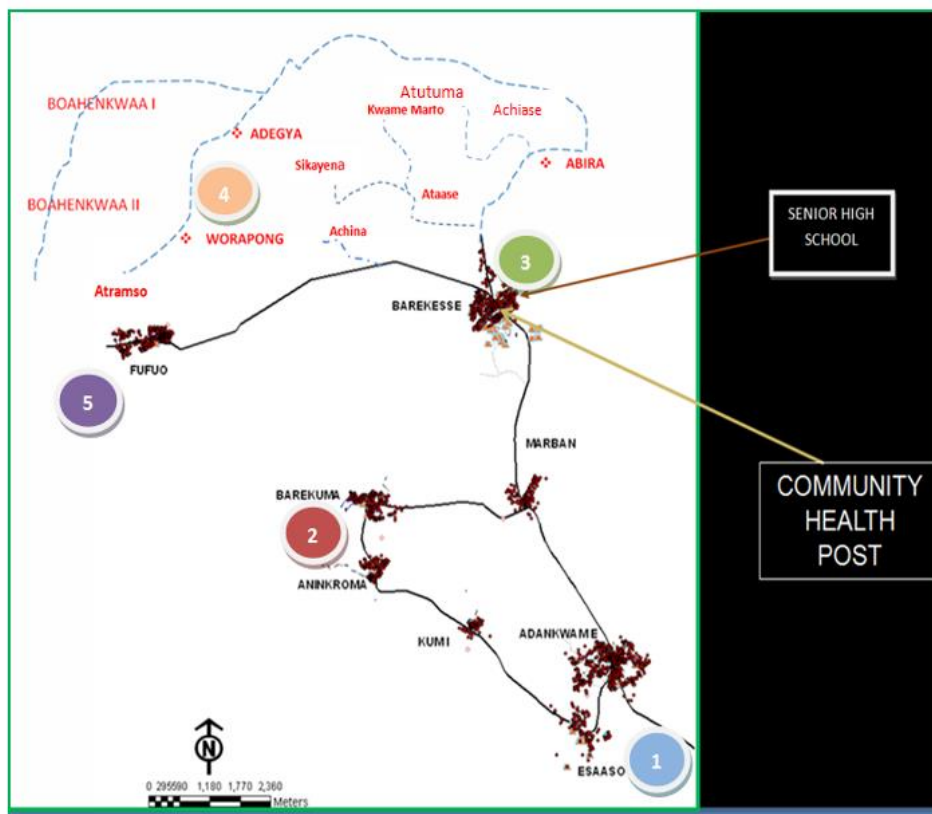 Atutuma
BOAHENKWAA I
Kwame Marto
Achiase
ADEGYA
Sikayena
ABIRA
4
Ataase
BOAHENKWAA II
SENIOR HIGH
SCHOOL
Achina
WORAPONG
3
Atramso
BAREKESSE
FUFUO
5
MARBAN
COMMUNITY
HEALTH
POST
BAREKUMA
2
ANINKROMA
ADANKWAME
KUMI
N
1
ESAASO
0 295590 1,180 1,770 2,360
Meters